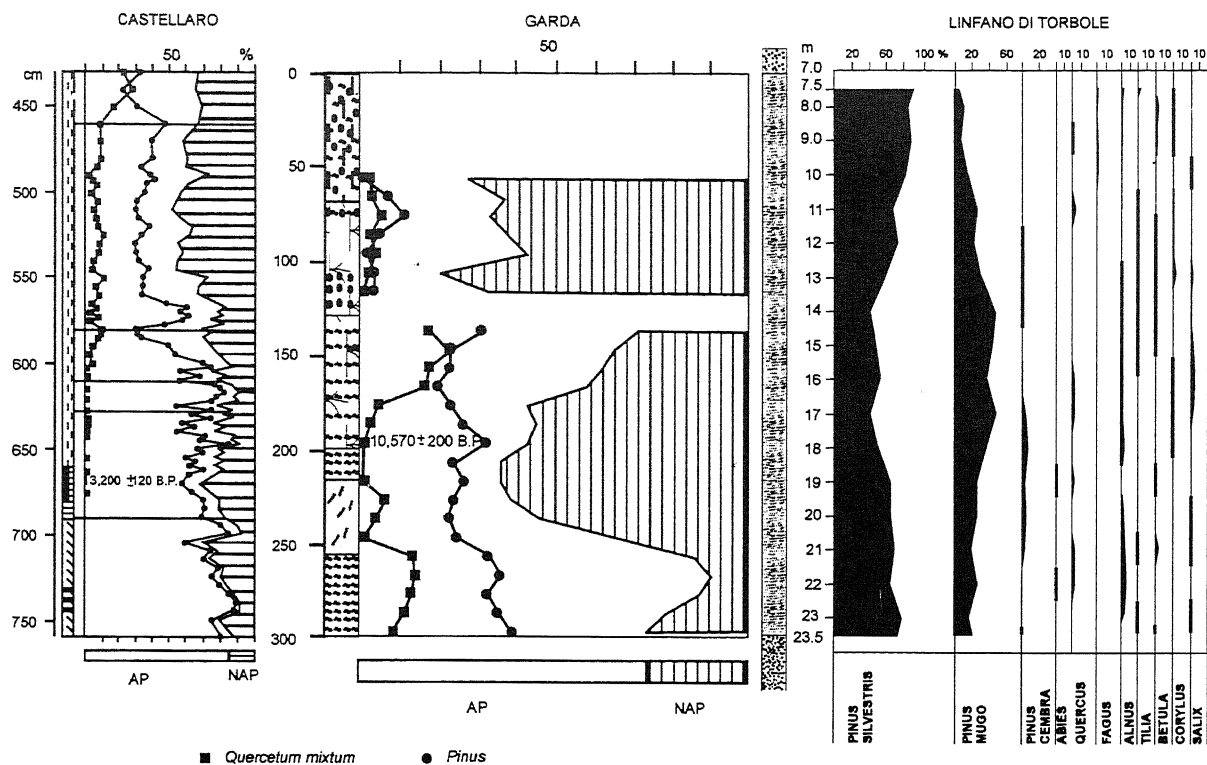 CASTELLARO
50 %
cm
450
500
550
600
650
700
750
3,200 ±120 B.P.
AP NAP
GARDA
50
0
50
100
150
200
250
300
10,570±200 B.P.
AP NAP
■ Quercetum mixtum ● Pinus
LINFANO DI TORBOLE
m 20 60 100 % 20 60 20 10 10 10 10 10 10 10 10
7.0
7.5
8.0
9.0
10
11
12
13
14
15
16
17
18
19
20
21
22
23
23.5
PINUS SILVESTRIS
PINUS MUGO
PINUS CEMBRA
ABIES
QUERCUS
FAGUS
ALNUS
TILIA
BETULA
CORYLUS
SALIX